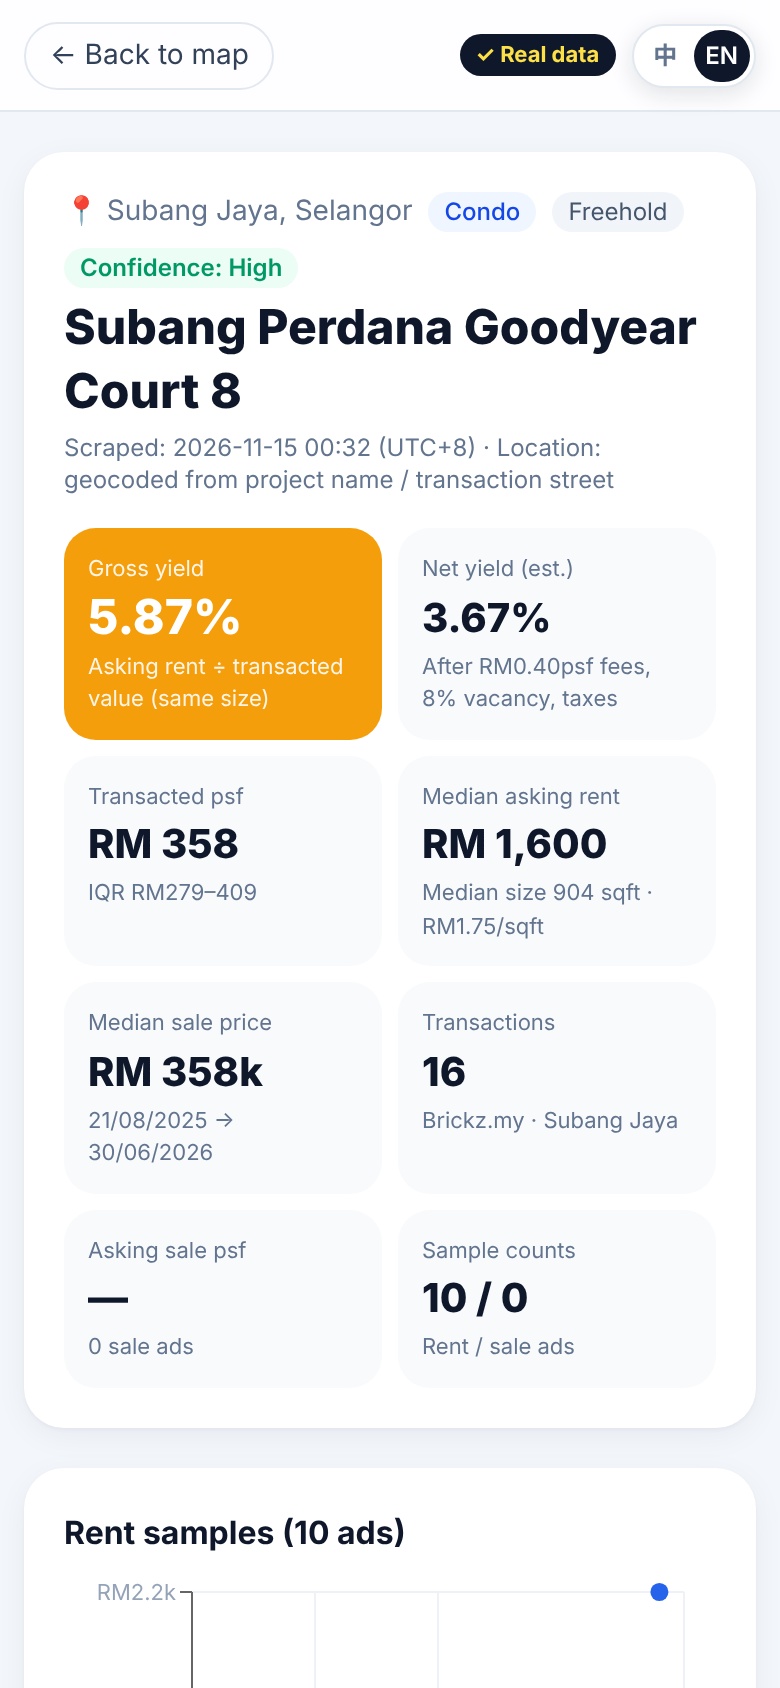 ← Back to map
✓ Real data
中 EN
📍 Subang Jaya, Selangor Condo Freehold
Confidence: High
Subang Perdana Goodyear
Court 8
Scraped: 2026-11-15 00:32 (UTC+8) · Location:
geocoded from project name / transaction street
Gross yield
5.87%
Asking rent ÷ transacted
value (same size)
Net yield (est.)
3.67%
After RM0.40psf fees,
8% vacancy, taxes
Transacted psf
RM 358
IQR RM279–409
Median asking rent
RM 1,600
Median size 904 sqft ·
RM1.75/sqft
Median sale price
RM 358k
21/08/2025 →
30/06/2026
Transactions
16
Brickz.my · Subang Jaya
Asking sale psf
—
0 sale ads
Sample counts
10 / 0
Rent / sale ads
Rent samples (10 ads)
RM2.2k